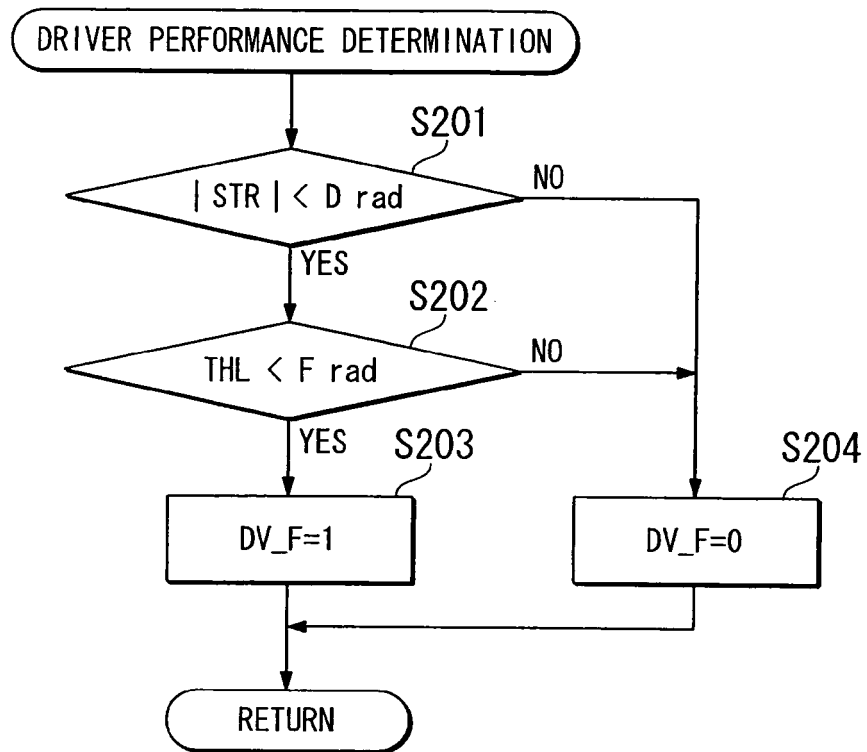 DRIVER PERFORMANCE DETERMINATION
S201
| STR | < D rad
NO
YES
S202
THL < F rad
NO
YES
S203
S204
DV_F=1
DV_F=0
RETURN